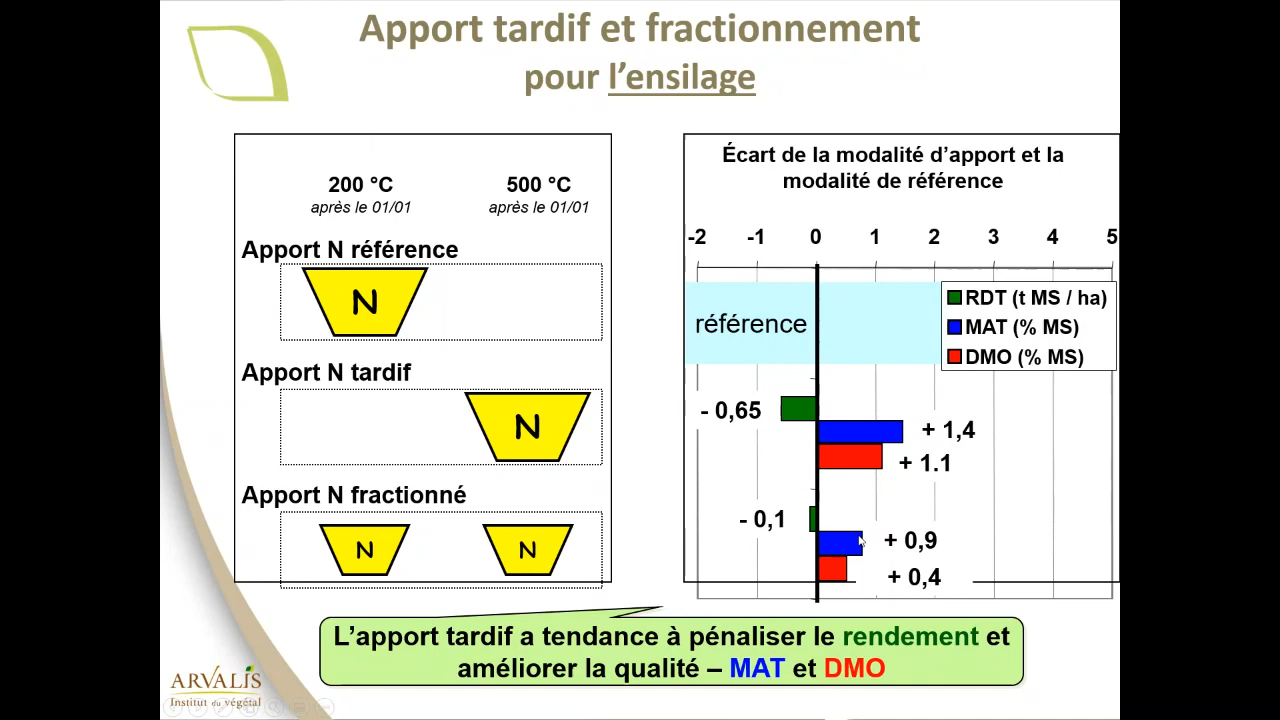 Apport tardif et fractionnement
pour l’ensilage
200 °C
500 °C
après le 01/01
après le 01/01
Apport N référence
N
Apport N tardif
N
Apport N fractionné
N
N
Écart de la modalité d’apport et la
modalité de référence
-2 -1 0 1 2 3 4 5
référence
RDT (t MS / ha)
MAT (% MS)
DMO (% MS)
- 0,65
+ 1,4
+ 1.1
- 0,1
+ 0,9
+ 0,4
L’apport tardif a tendance à pénaliser le rendement et
améliorer la qualité – MAT et DMO
ARVALIS
Institut du végétal